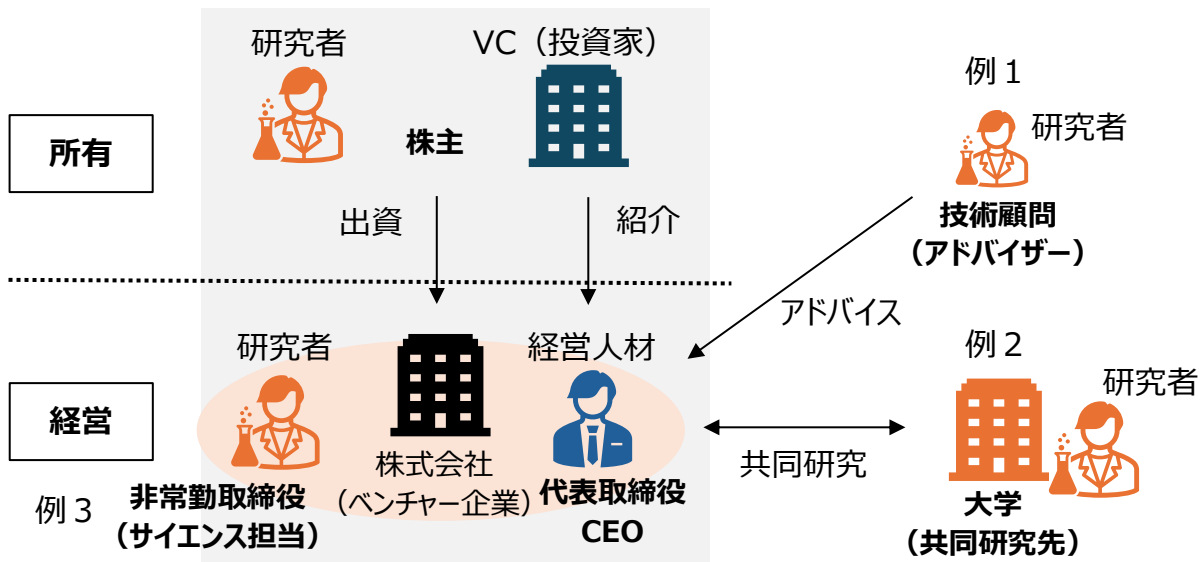 研究者
VC（投資家）
所有
株主
例１
研究者
技術顧問
（アドバイザー）
出資
紹介
アドバイス
経営
研究者
経営人材
株式会社
（ベンチャー企業）
代表取締役
CEO
例３
非常勤取締役
（サイエンス担当）
共同研究
例２
研究者
大学
（共同研究先）